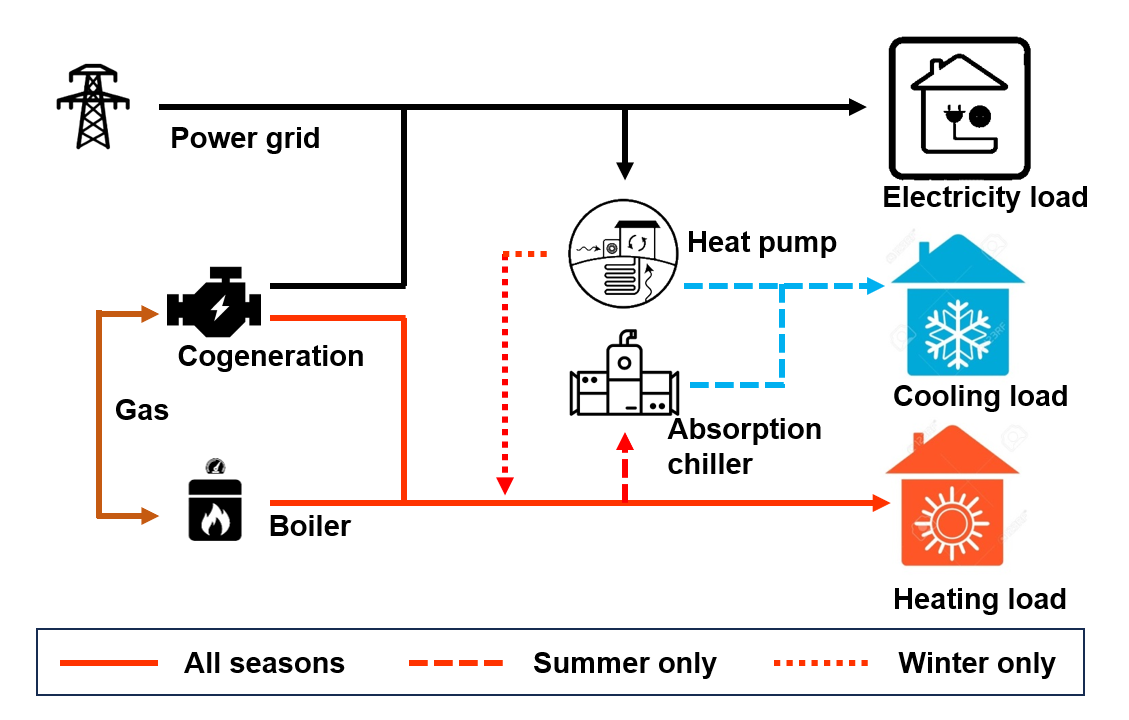 Power grid
Electricity load
Heat pump
Cogeneration
Cooling load
Gas
Absorption
chiller
Boiler
Heating load
All seasons
Summer only
Winter only